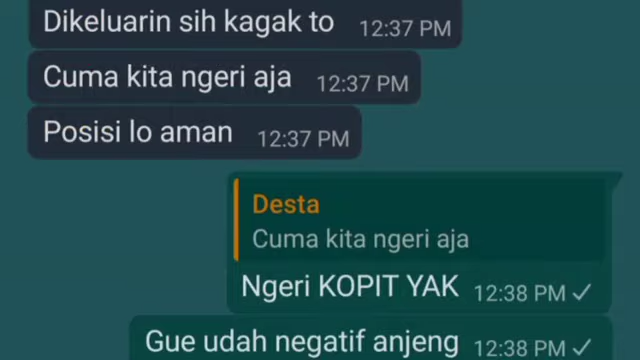 Dikeluarin sih kagak to 12:37 PM
Cuma kita ngeri aja 12:37 PM
Posisi lo aman 12:37 PM
Desta
Cuma kita ngeri aja
Ngeri KOPIT YAK 12:38 PM
Gue udah negatif anjeng 12:38 PM